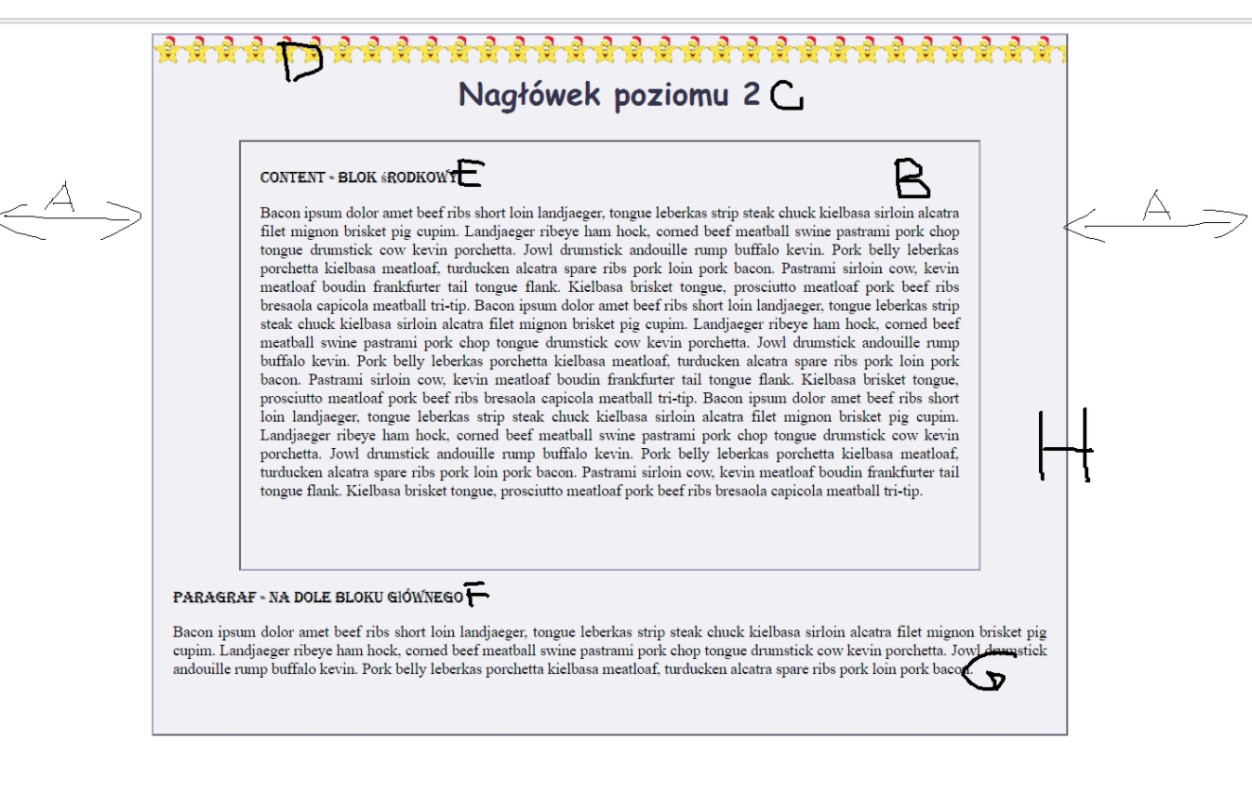 D
Nagłówek poziomu 2 C
A
A
CONTENT - BLOK śRODKOWY E
B
Bacon ipsum dolor amet beef ribs short loin landjaeger, tongue leberkas strip steak chuck kielbasa sirloin alcatra
filet mignon brisket pig cupim. Landjaeger ribeye ham hock, corned beef meatball swine pastrami pork chop
tongue drumstick cow kevin porchetta. Jowl drumstick andouille rump buffalo kevin. Pork belly leberkas
porchetta kielbasa meatloaf, turducken alcatra spare ribs pork loin pork bacon. Pastrami sirloin cow, kevin
meatloaf boudin frankfurter tail tongue flank. Kielbasa brisket tongue, prosciutto meatloaf pork beef ribs
bresaola capicola meatball tri-tip. Bacon ipsum dolor amet beef ribs short loin landjaeger, tongue leberkas strip
steak chuck kielbasa sirloin alcatra filet mignon brisket pig cupim. Landjaeger ribeye ham hock, corned beef
meatball swine pastrami pork chop tongue drumstick cow kevin porchetta. Jowl drumstick andouille rump
buffalo kevin. Pork belly leberkas porchetta kielbasa meatloaf, turducken alcatra spare ribs pork loin pork
bacon. Pastrami sirloin cow, kevin meatloaf boudin frankfurter tail tongue flank. Kielbasa brisket tongue,
prosciutto meatloaf pork beef ribs bresaola capicola meatball tri-tip. Bacon ipsum dolor amet beef ribs short
loin landjaeger, tongue leberkas strip steak chuck kielbasa sirloin alcatra filet mignon brisket pig cupim.
Landjaeger ribeye ham hock, corned beef meatball swine pastrami pork chop tongue drumstick cow kevin
porchetta. Jowl drumstick andouille rump buffalo kevin. Pork belly leberkas porchetta kielbasa meatloaf,
turducken alcatra spare ribs pork loin pork bacon. Pastrami sirloin cow, kevin meatloaf boudin frankfurter tail
tongue flank. Kielbasa brisket tongue, prosciutto meatloaf pork beef ribs bresaola capicola meatball tri-tip.
H
PARAGRAF - NA DOLE BLOKU GłÓWNEGO F
Bacon ipsum dolor amet beef ribs short loin landjaeger, tongue leberkas strip steak chuck kielbasa sirloin alcatra filet mignon brisket pig
cupim. Landjaeger ribeye ham hock, corned beef meatball swine pastrami pork chop tongue drumstick cow kevin porchetta. Jowl drumstick
andouille rump buffalo kevin. Pork belly leberkas porchetta kielbasa meatloaf, turducken alcatra spare ribs pork loin pork bacon.
G